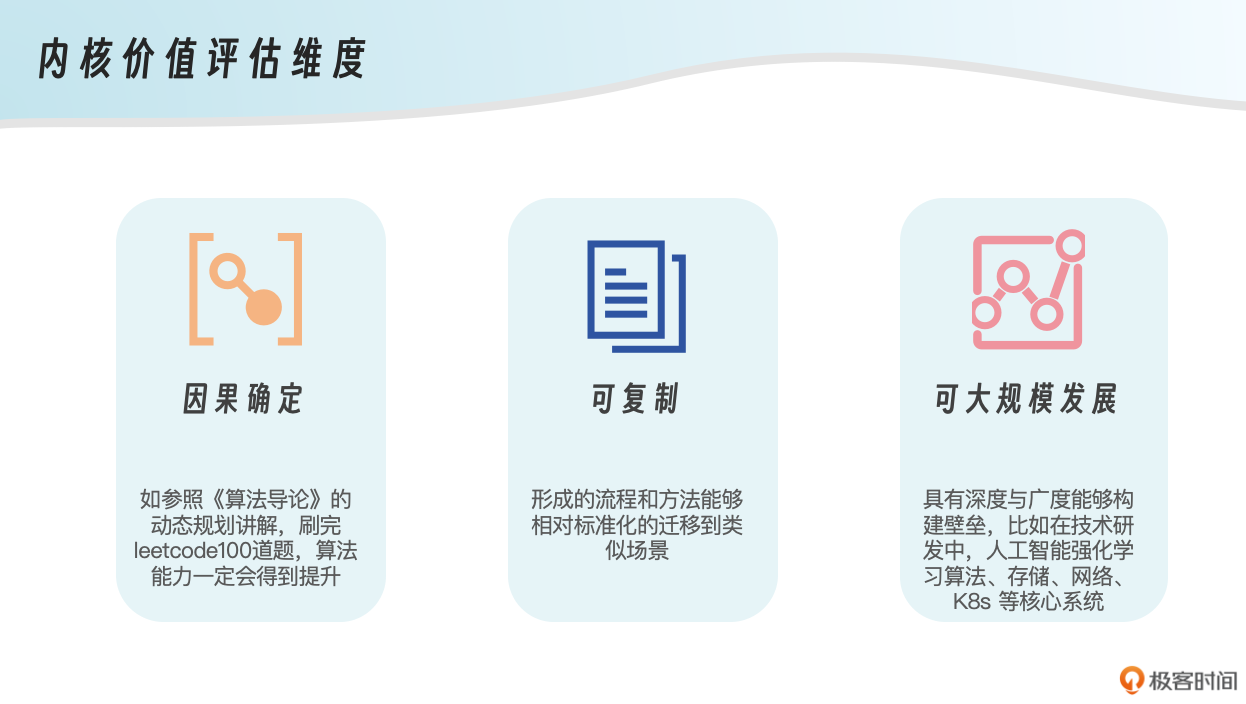 内核价值评估维度
因果确定
如参照《算法导论》的
动态规划讲解，刷完
leetcode100道题，算法
能力一定会得到提升
可复制
形成的流程和方法能够
相对标准化的迁移到类
似场景
可大规模发展
具有深度与广度能够构
建壁垒，比如在技术研
发中，人工智能强化学
习算法、存储、网络、
K8s 等核心系统
极客时间